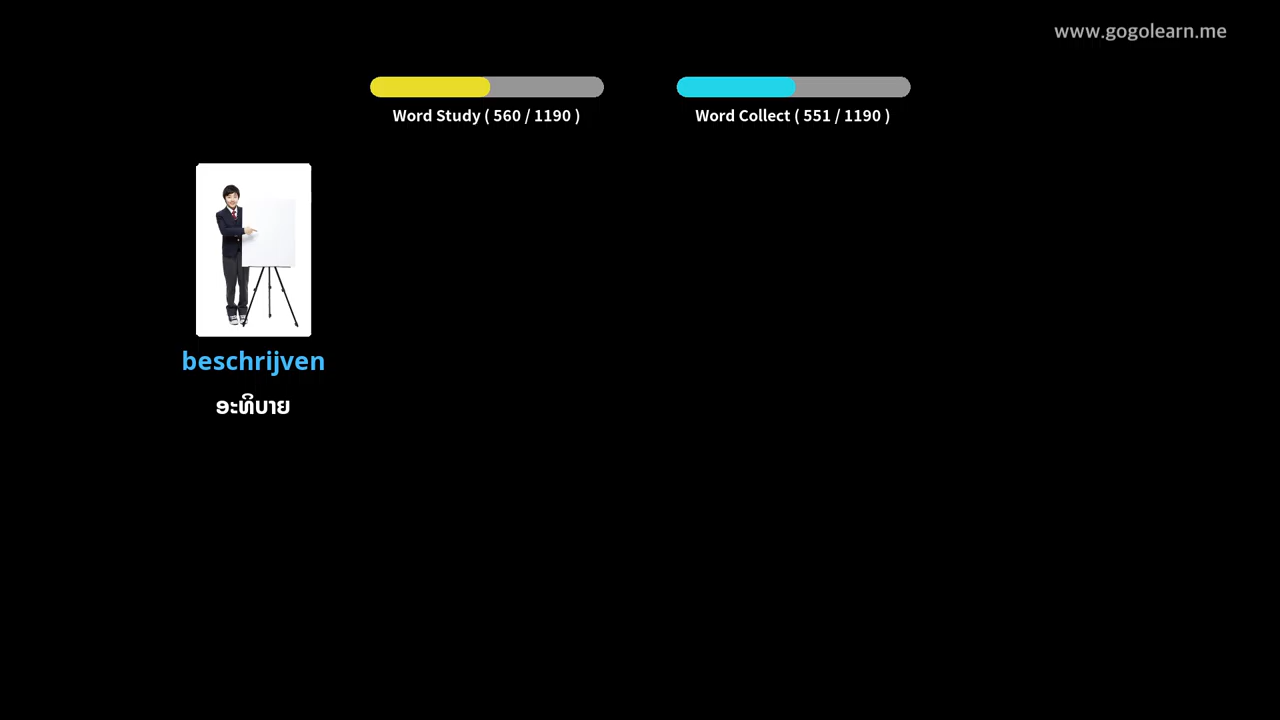 www.gogolearn.me
Word Study ( 560 / 1190 )
Word Collect ( 551 / 1190 )
beschrijven
ອະທິບາຍ